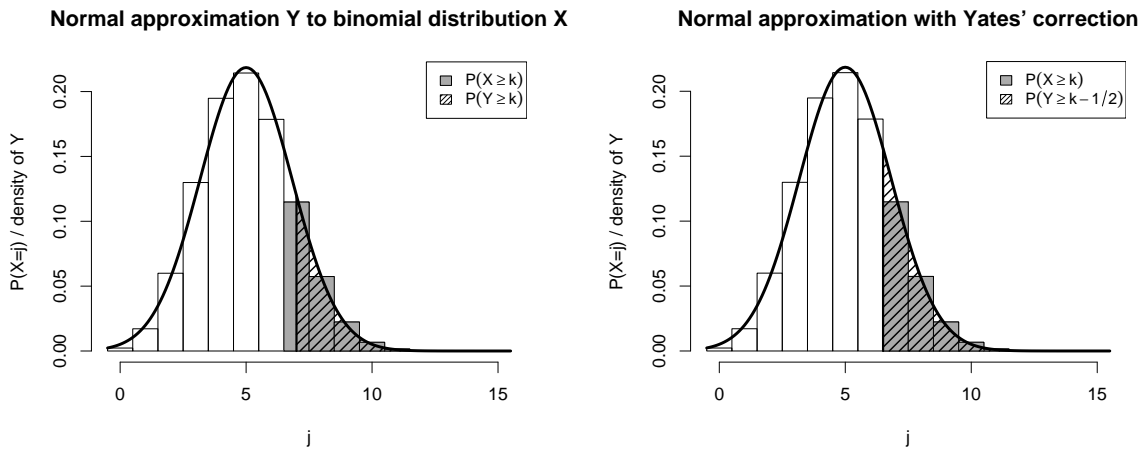 Normal approximation Y to binomial distribution X
P(X≥k)
P(Y≥k)
P(X=j) / density of Y
0.00
0.05
0.10
0.15
0.20
0
5
10
15
j
Normal approximation with Yates’ correction
P(X≥k)
P(Y≥k−1/2)
P(X=j) / density of Y
0.00
0.05
0.10
0.15
0.20
0
5
10
15
j